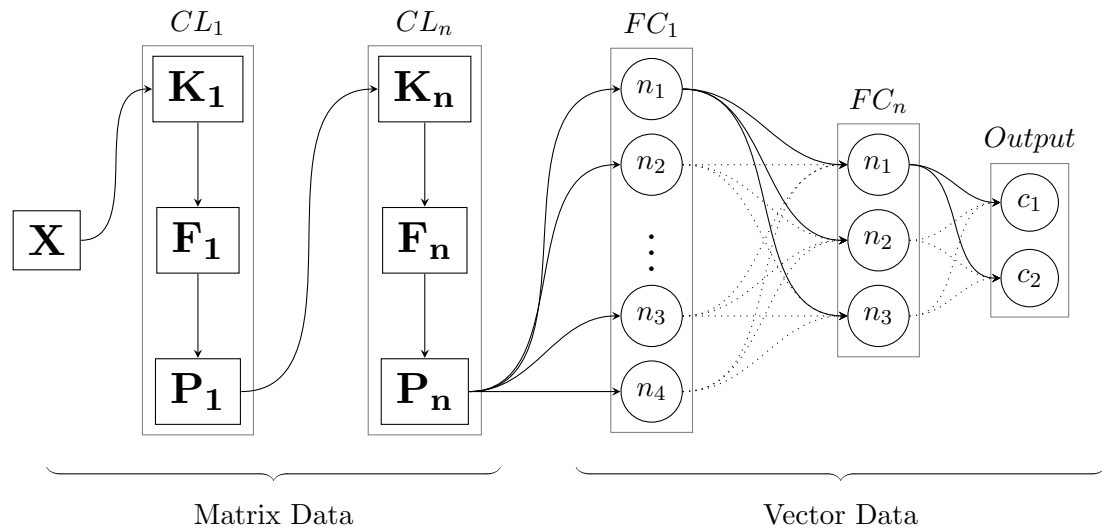 CL₁
CLₙ
FC₁
FCₙ
Output
X
K₁
F₁
P₁
Kₙ
Fₙ
Pₙ
n₁
n₂
⋮
n₃
n₄
n₁
n₂
n₃
c₁
c₂
Matrix Data
Vector Data